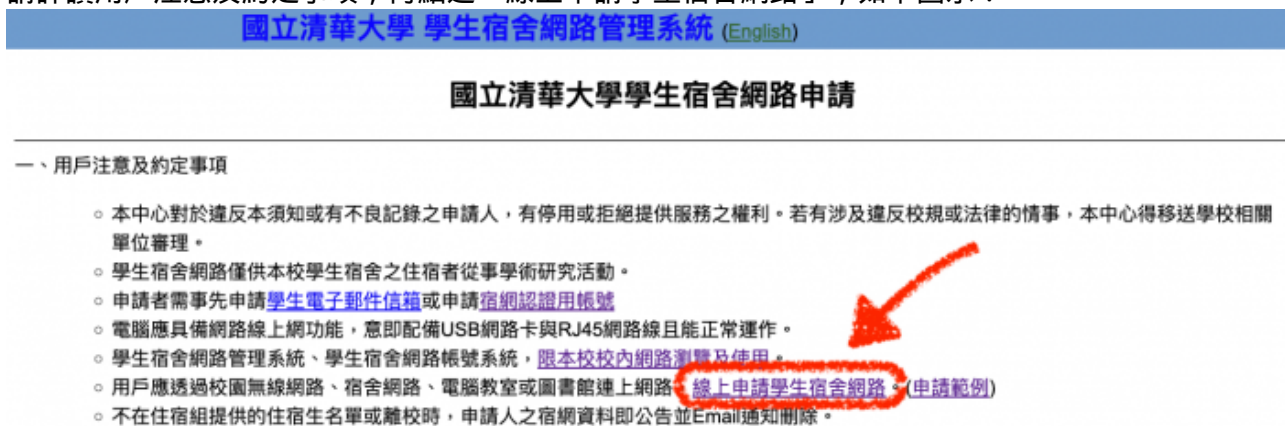 國立清華大學 學生宿舍網路管理系統 (English)
國立清華大學學生宿舍網路申請
一、用戶注意及約定事項
○ 本中心對於違反本須知或有不良記錄之申請人，有停用或拒絕提供服務之權利。若有涉及違反校規或法律的情事，本中心得移送學校相關
單位審理。
○ 學生宿舍網路僅供本校學生宿舍之住宿者從事學術研究活動。
○ 申請者需事先申請學生電子郵件信箱或申請宿網認證用帳號
○ 電腦應具備網路線上網功能，意即配備USB網路卡與RJ45網路線且能正常運作。
○ 學生宿舍網路管理系統、學生宿舍網路帳號系統，限本校校內網路瀏覽及使用。
○ 用戶應透過校園無線網路、宿舍網路、電腦教室或圖書館連上網路 線上申請學生宿舍網路。(申請範例)
○ 不在住宿組提供的住宿生名單或離校時，申請人之宿網資料即公告並Email通知刪除。